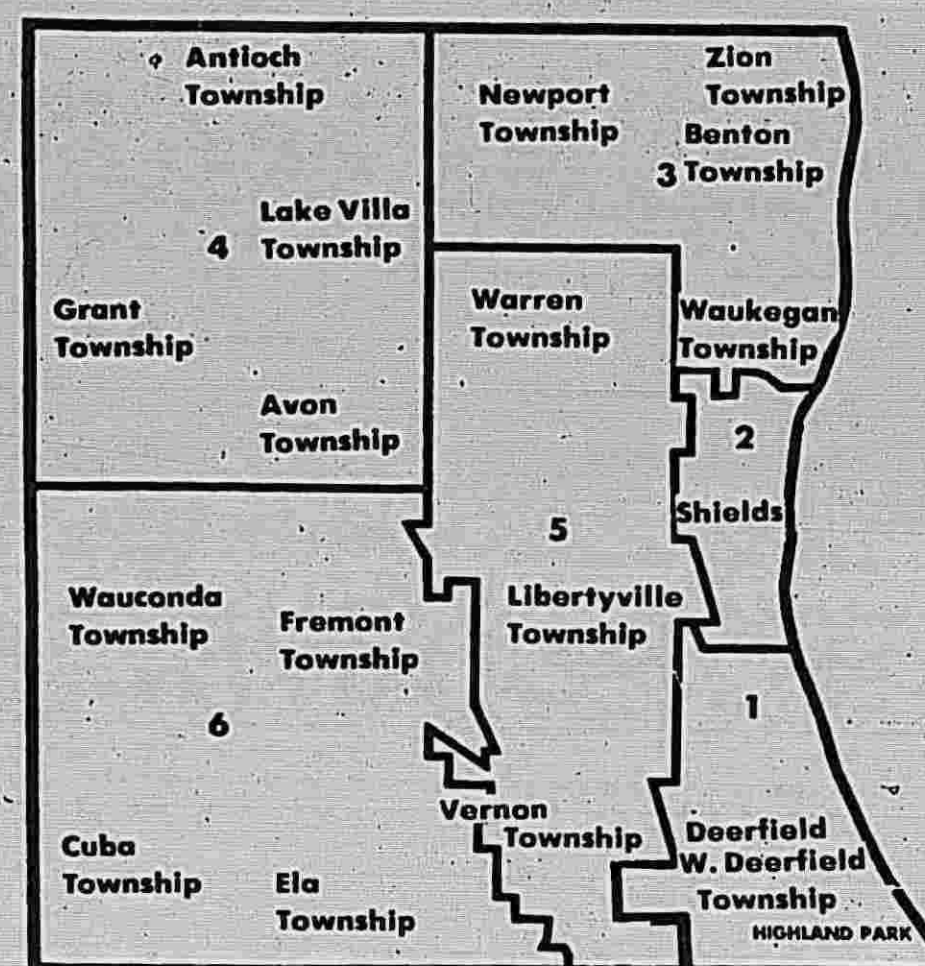 Antioch
Township
Zion
Township
Newport
Township
Benton
3 Township
Lake Villa
4 Township
Grant
Township
Warren
Township
Waukegan
Township
Avon
Township
2
Shields
5
Wauconda
Township
Fremont
Township
Libertyville
Township
6
1
Vernon
Township
Cuba
Township
Ela
Township
Deerfield
W. Deerfield
Township
HIGHLAND PARK